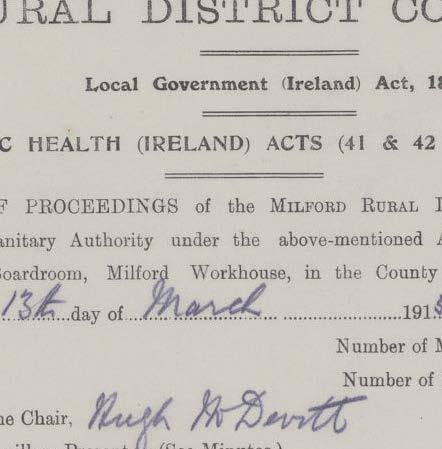 URAL DISTRICT CO
Local Government (Ireland) Act, 18
C HEALTH (IRELAND) ACTS (41 & 42
F PROCEEDINGS of the MILFORD RURAL
anitary Authority under the above-mentioned A
Boardroom, Milford Workhouse, in the County
13th day of March 191
Number of M
Number of
he Chair, Hugh McDevitt
(See Minutes.)